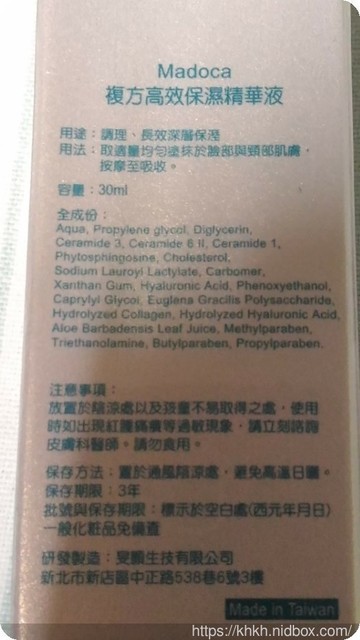 Madoca
複方高效保濕精華液
用途：調理、長效深層保溼
用法：取適量均勻塗抹於臉部與頸部肌膚，
按摩至吸收。
容量：30ml
全成份：
Aqua, Propylene glycol, Diglycerin,
Ceramide 3, Ceramide 6 II, Ceramide 1,
Phytosphingosme, Cholesterol,
Sodium Lauroyl Lactylate, Carbomer,
Xanthan Gum, Hyaluronic Acid, Phenoxyethanol,
Caprylyl Glycol, Euglena Gracilis Polysaccharide,
Hydrolyzed Collagen, Hydrolyzed Hyaluronic Acid,
Aloe Barbadensis Leaf Juice, Methylparaben,
Triethanolamine, Butylparaben, Propylparaben.
注意事項：
放置於陰涼處以及孩童不易取得之處，使用
時如出現紅腫痛癢等過敏現象，請立刻諮詢
皮膚科醫師。請勿食用。
保存方法：置於通風陰涼處，避免高溫日曬。
保存期限：3年
批號與保存期限：標示於空白處(西元年月日)
一般化粧品免備查
研發製造：旻鵬生技有限公司
新北市新店區中正路538巷6號3樓
Made in Taiwan
https://khkh.nidbox.com/